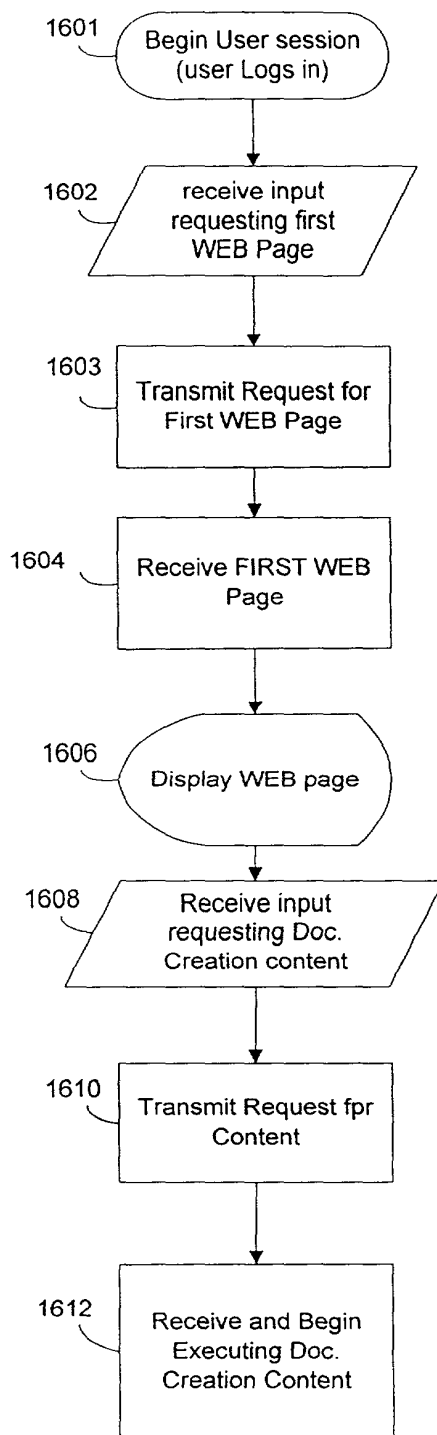 1601
Begin User session
(user Logs in)
1602
receive input
requesting first
WEB Page
1603
Transmit Request for
First WEB Page
1604
Receive FIRST WEB
Page
1606
Display WEB page
1608
Receive input
requesting Doc.
Creation content
1610
Transmit Request fpr
Content
1612
Receive and Begin
Executing Doc.
Creation Content